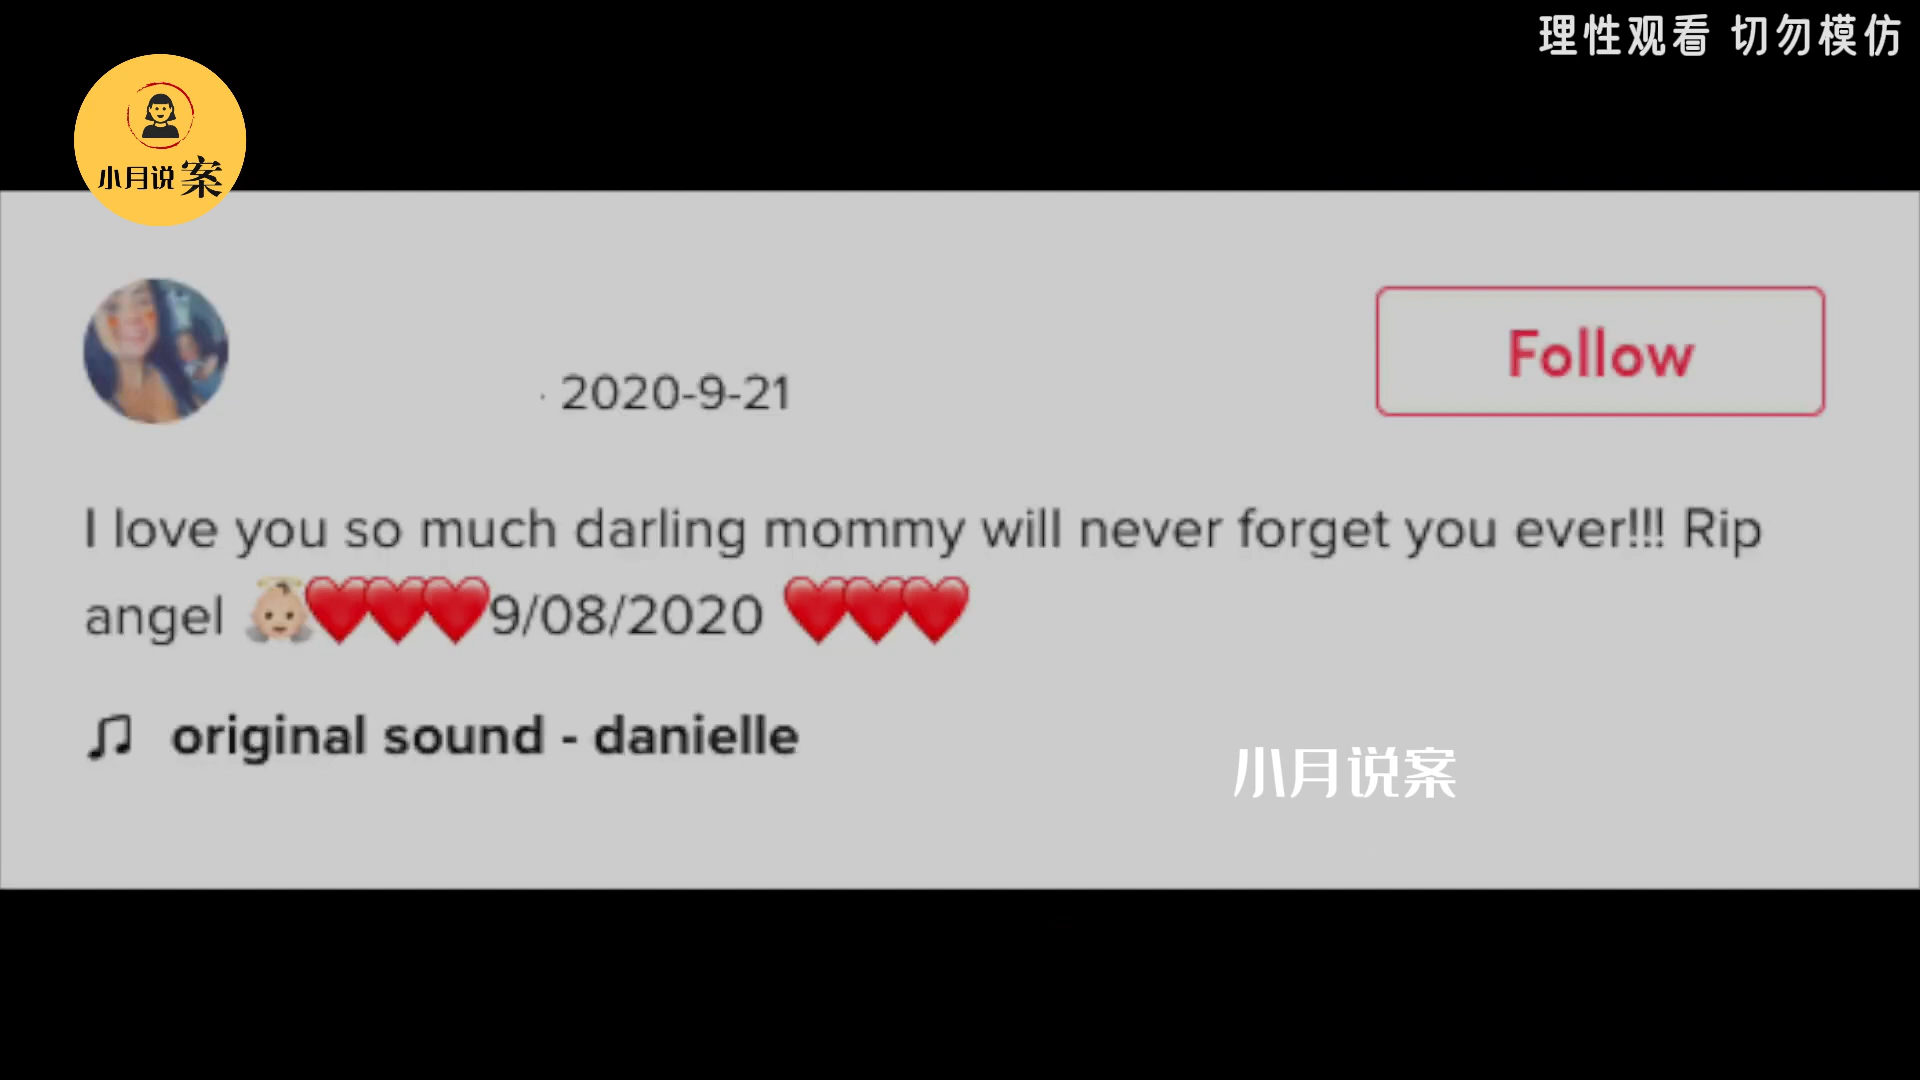 理性观看 切勿模仿
小月说案
Follow
· 2020-9-21
I love you so much darling mommy will never forget you ever!!! Rip
angel 👼🏼❤️❤️❤️9/08/2020 ❤️❤️❤️
♫ original sound - danielle
小月说案